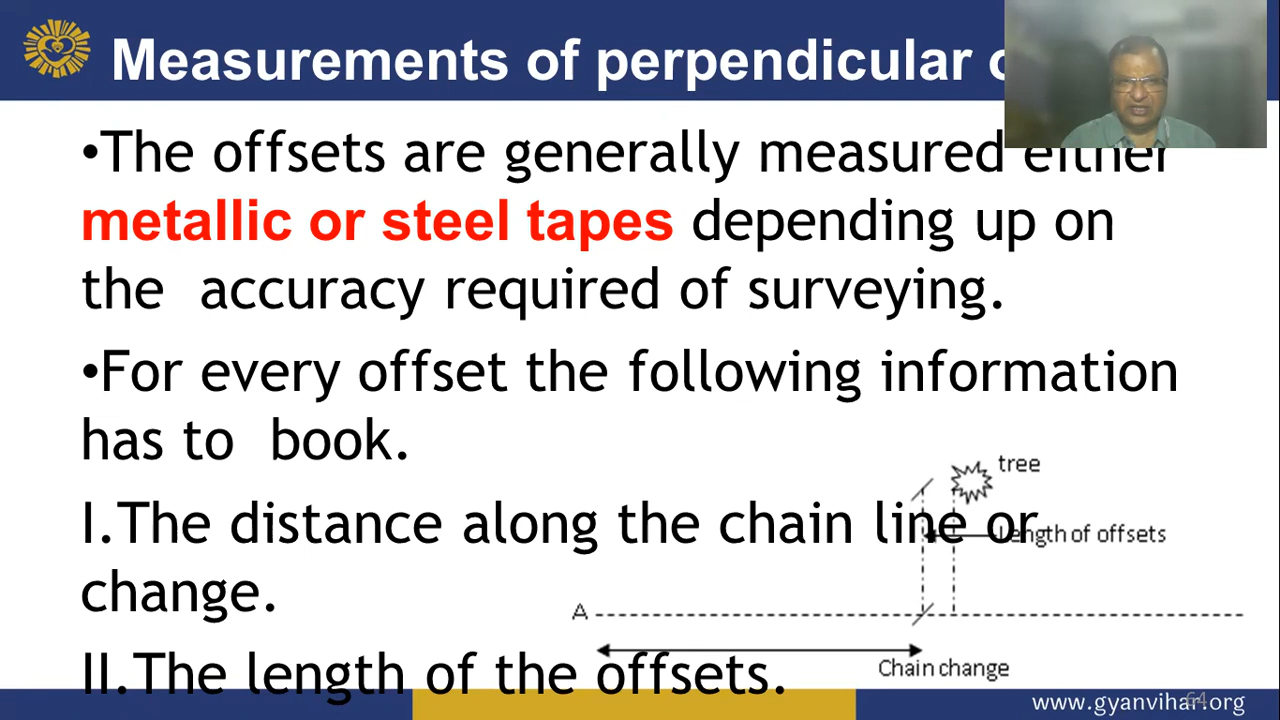 Measurements of perpendicular
•The offsets are generally measured either
metallic or steel tapes depending up on
the accuracy required of surveying.
•For every offset the following information
has to book.
tree
I.The distance along the chain line or
Length of offsets
change.
A
II.The length of the offsets.
Chain change
www.gyanvihar.org
64